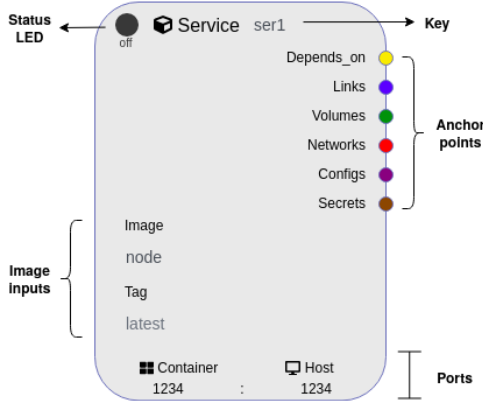 Status
LED
off
Service ser1
Key
Depends_on
Links
Volumes
Networks
Configs
Secrets
Anchor
points
Image
node
Tag
latest
Image
inputs
Container Host
1234 : 1234
Ports